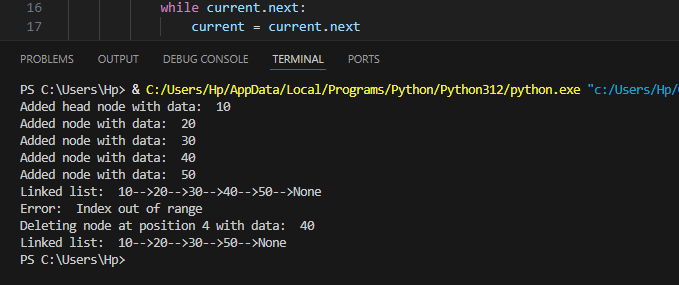 16 while current.next:
17 current = current.next
PROBLEMS OUTPUT DEBUG CONSOLE TERMINAL PORTS
PS C:\Users\Hp> & C:/Users/Hp/AppData/Local/Programs/Python/Python312/python.exe "c:/Users/Hp/
Added head node with data:  10
Added node with data:  20
Added node with data:  30
Added node with data:  40
Added node with data:  50
Linked list:  10-->20-->30-->40-->50-->None
Error:  Index out of range
Deleting node at position 4 with data:  40
Linked list:  10-->20-->30-->50-->None
PS C:\Users\Hp>